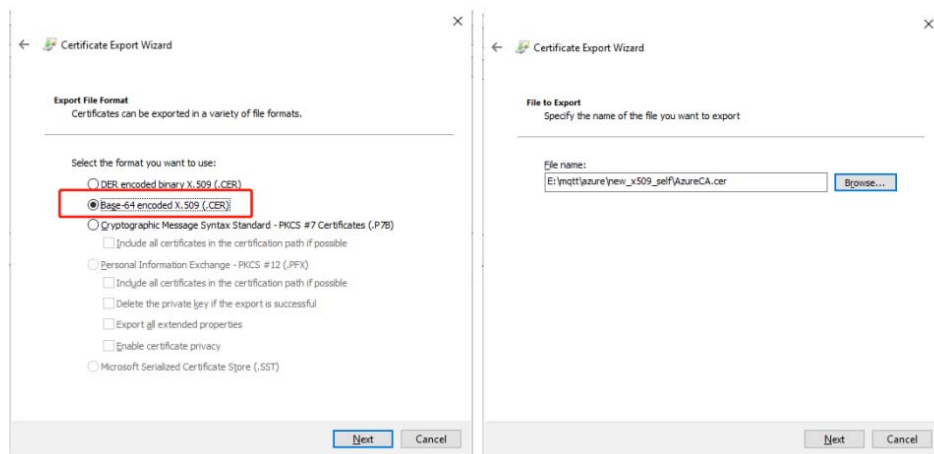 Certificate Export Wizard
Export File Format
Certificates can be exported in a variety of file formats.
Select the format you want to use:
DER encoded binary X.509 (.CER)
Base-64 encoded X.509 (.CER)
Cryptographic Message Syntax Standard - PKCS #7 Certificates (.P7B)
Include all certificates in the certification path if possible
Personal Information Exchange - PKCS #12 (.PFX)
Include all certificates in the certification path if possible
Delete the private key if the export is successful
Export all extended properties
Enable certificate privacy
Microsoft Serialized Certificate Store (.SST)
Next Cancel
Certificate Export Wizard
File to Export
Specify the name of the file you want to export
File name:
E:\mqtt\azure\new_x509_self\AzureCA.cer Browse...
Next Cancel